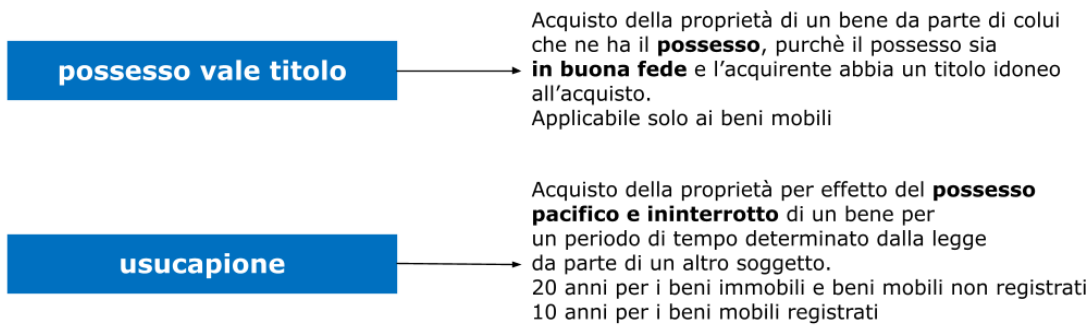 possesso vale titolo
Acquisto della proprietà di un bene da parte di colui
che ne ha il possesso, purchè il possesso sia
in buona fede e l'acquirente abbia un titolo idoneo
all'acquisto.
Applicabile solo ai beni mobili
usucapione
Acquisto della proprietà per effetto del possesso
pacifico e ininterrotto di un bene per
un periodo di tempo determinato dalla legge
da parte di un altro soggetto.
20 anni per i beni immobili e beni mobili non registrati
10 anni per i beni mobili registrati